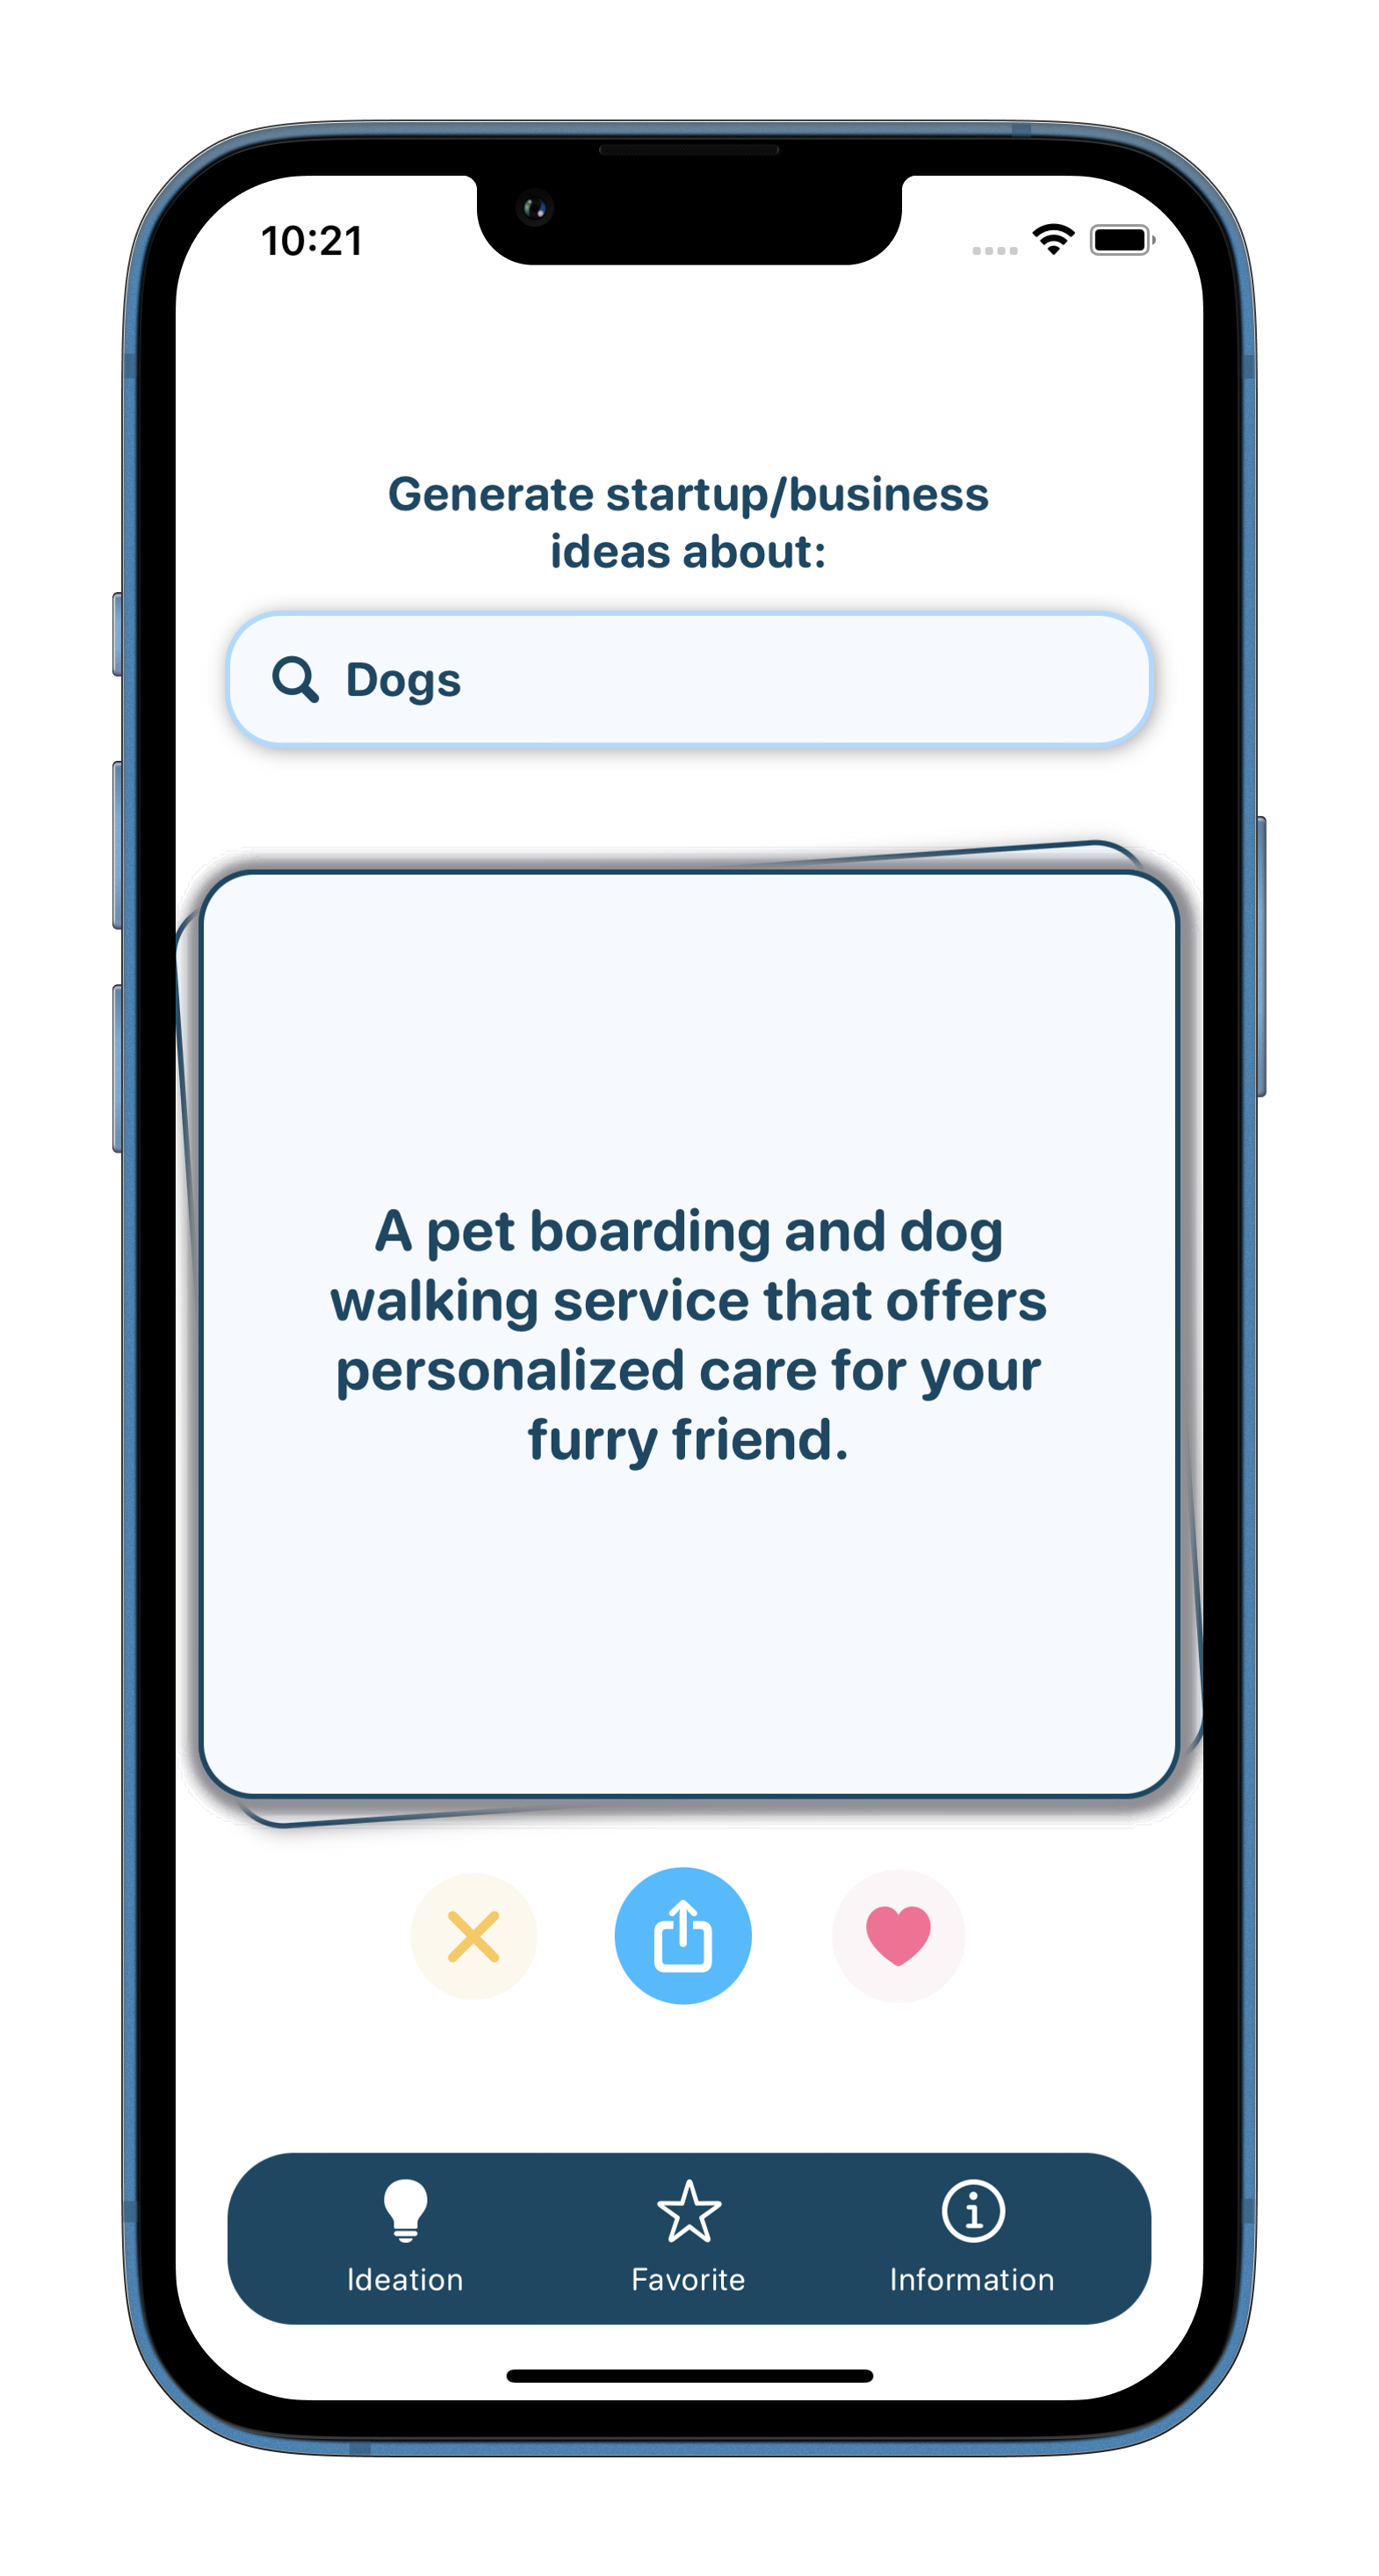 10:21
Generate startup/business
ideas about:
Dogs
A pet boarding and dog
walking service that offers
personalized care for your
furry friend.
Ideation
Favorite
Information